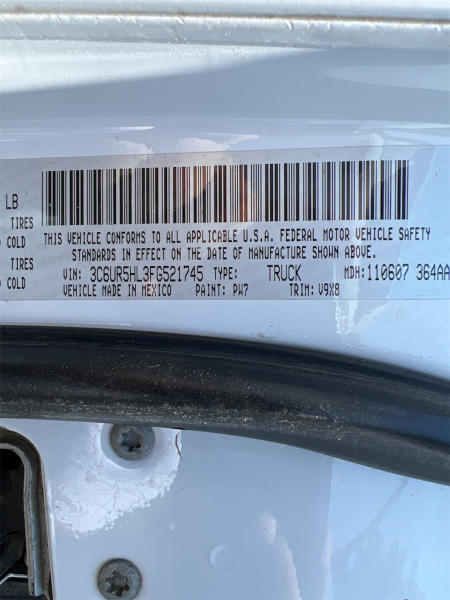 LB
TIRES
COLD
TIRES
COLD
THIS VEHICLE CONFORMS TO ALL APPLICABLE U.S.A. FEDERAL MOTOR VEHICLE SAFETY
STANDARDS IN EFFECT ON THE DATE OF MANUFACTURE SHOWN ABOVE.
VIN: 3C6UR5HL3FG521745 TYPE: TRUCK MDH: 110607 364AA
VEHICLE MADE IN MEXICO PAINT: PW7 TRIM: V9X8